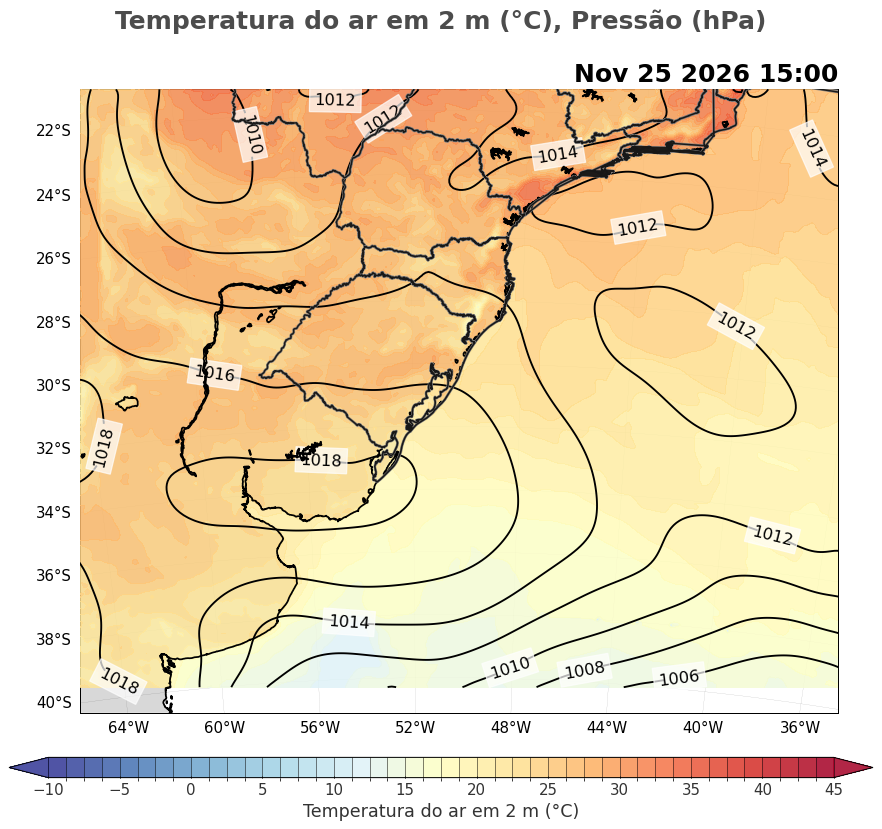 Temperatura do ar em 2 m (°C), Pressão (hPa)
Nov 25 2026 15:00
1012
1012
1010
1014
1014
22°S
24°S
1012
26°S
28°S
1012
1016
30°S
1018
1018
32°S
34°S
1012
36°S
1014
38°S
1010
1008
1006
1018
40°S
64°W 60°W 56°W 52°W 48°W 44°W 40°W 36°W
−10 −5 0 5 10 15 20 25 30 35 40 45
Temperatura do ar em 2 m (°C)